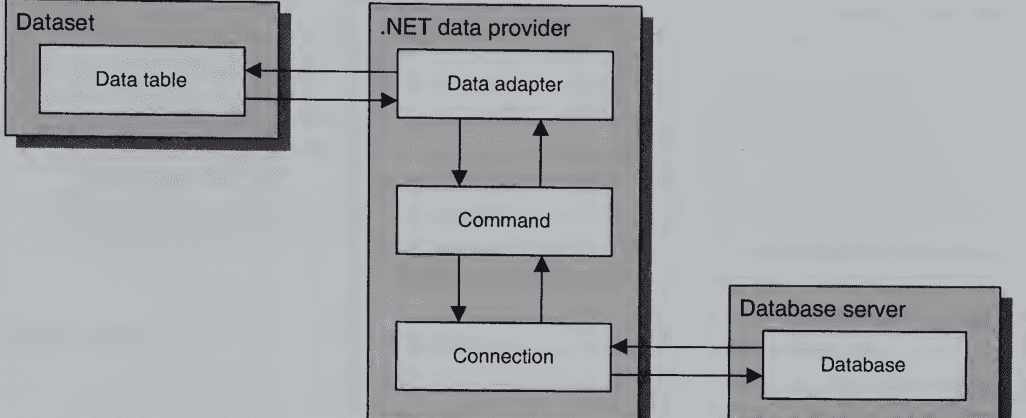 Dataset
Data table
.NET data provider
Data adapter
Command
Connection
Database server
Database